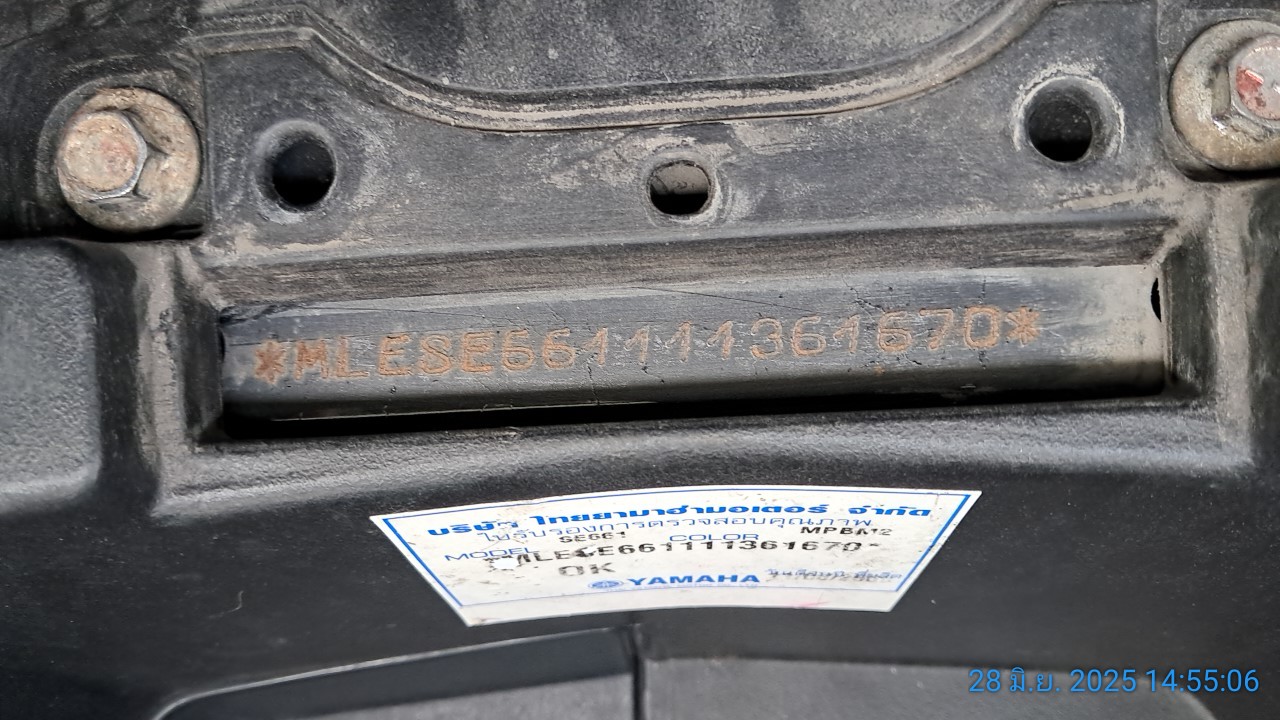 *MLESE661111361670*
บริษัท ไทยยามาฮ่ามอเตอร์ จำกัด
ใบรับรองการตรวจสอบคุณภาพ
MODEL SE661 COLOR MPBM2
OK
YAMAHA
28 มิ.ย. 2025 14:55:06